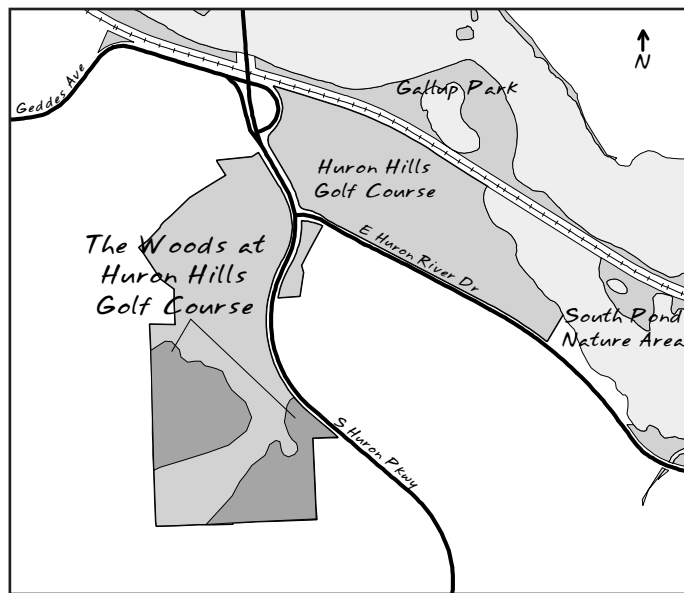 N
Geddes Ave
Gallup Park
Huron Hills
Golf Course
The Woods at
Huron Hills
Golf Course
E Huron River Dr
South Pond
Nature Area
S Huron Pkwy